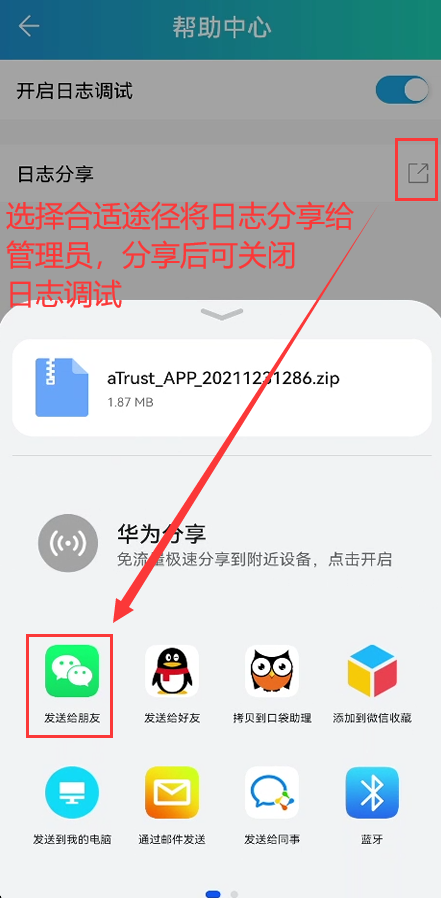 帮助中心
开启日志调试
日志分享
选择合适途径将日志分享给
管理员，分享后可关闭
日志调试
aTrust_APP_20211231286.zip
1.87 MB
华为分享
免流量极速分享到附近设备，点击开启
发送给朋友
发送给好友
拷贝到口袋助理
添加到微信收藏
发送到我的电脑
通过邮件发送
发送给同事
蓝牙